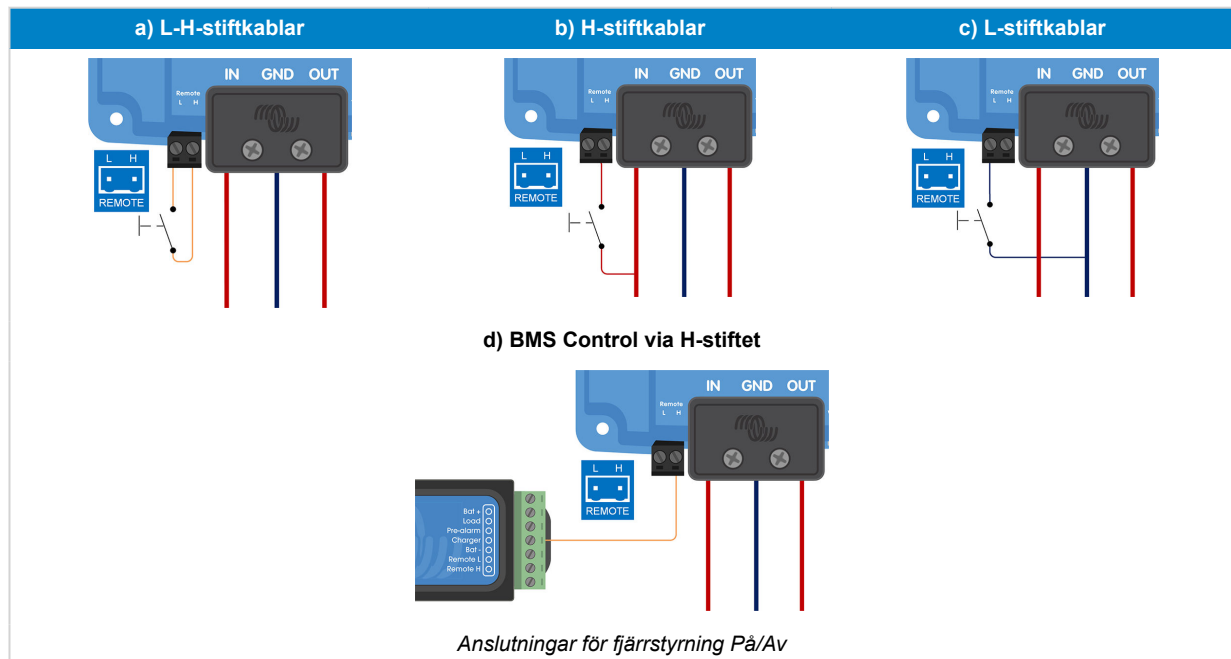 a) L-H-stiftkablar
b) H-stiftkablar
c) L-stiftkablar
IN GND OUT
Remote
L H
L H
REMOTE
IN GND OUT
Remote
L H
L H
REMOTE
IN GND OUT
Remote
L H
L H
REMOTE
d) BMS Control via H-stiftet
IN GND OUT
Remote
L H
L H
REMOTE
Bat +
Load
Pre-alarm
Charger
Bat -
Remote L
Remote H
Anslutningar för fjärrstyrning På/Av